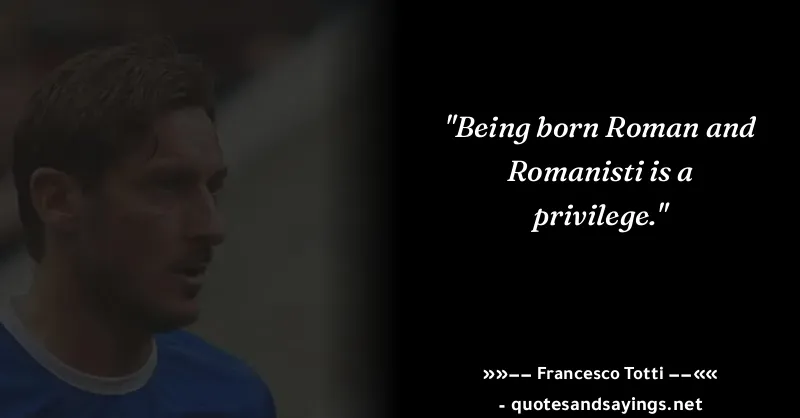 "Being born Roman and
Romanisti is a
privilege."
»»–– Francesco Totti ––««
- quotesandsayings.net